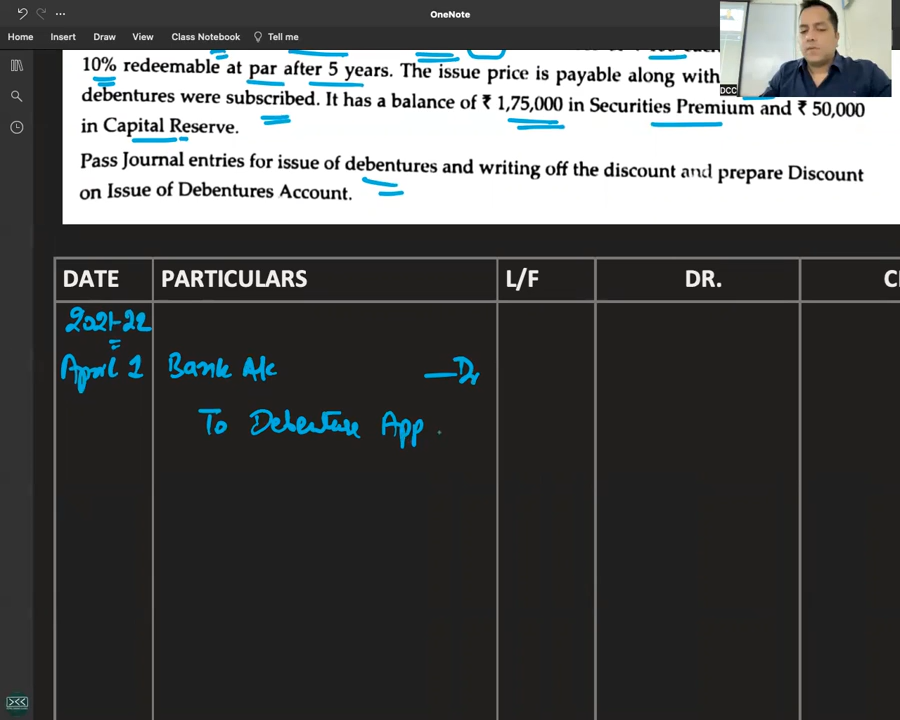 OneNote
Home Insert Draw View Class Notebook Tell me
10% redeemable at par after 5 years. The issue price is payable along with
debentures were subscribed. It has a balance of ₹ 1,75,000 in Securities Premium and ₹ 50,000
in Capital Reserve.
Pass Journal entries for issue of debentures and writing off the discount and prepare Discount
on Issue of Debentures Account.
DCC
DATE PARTICULARS L/F DR.
2021-22
April 1 Bank A/c —Dr
To Debenture App